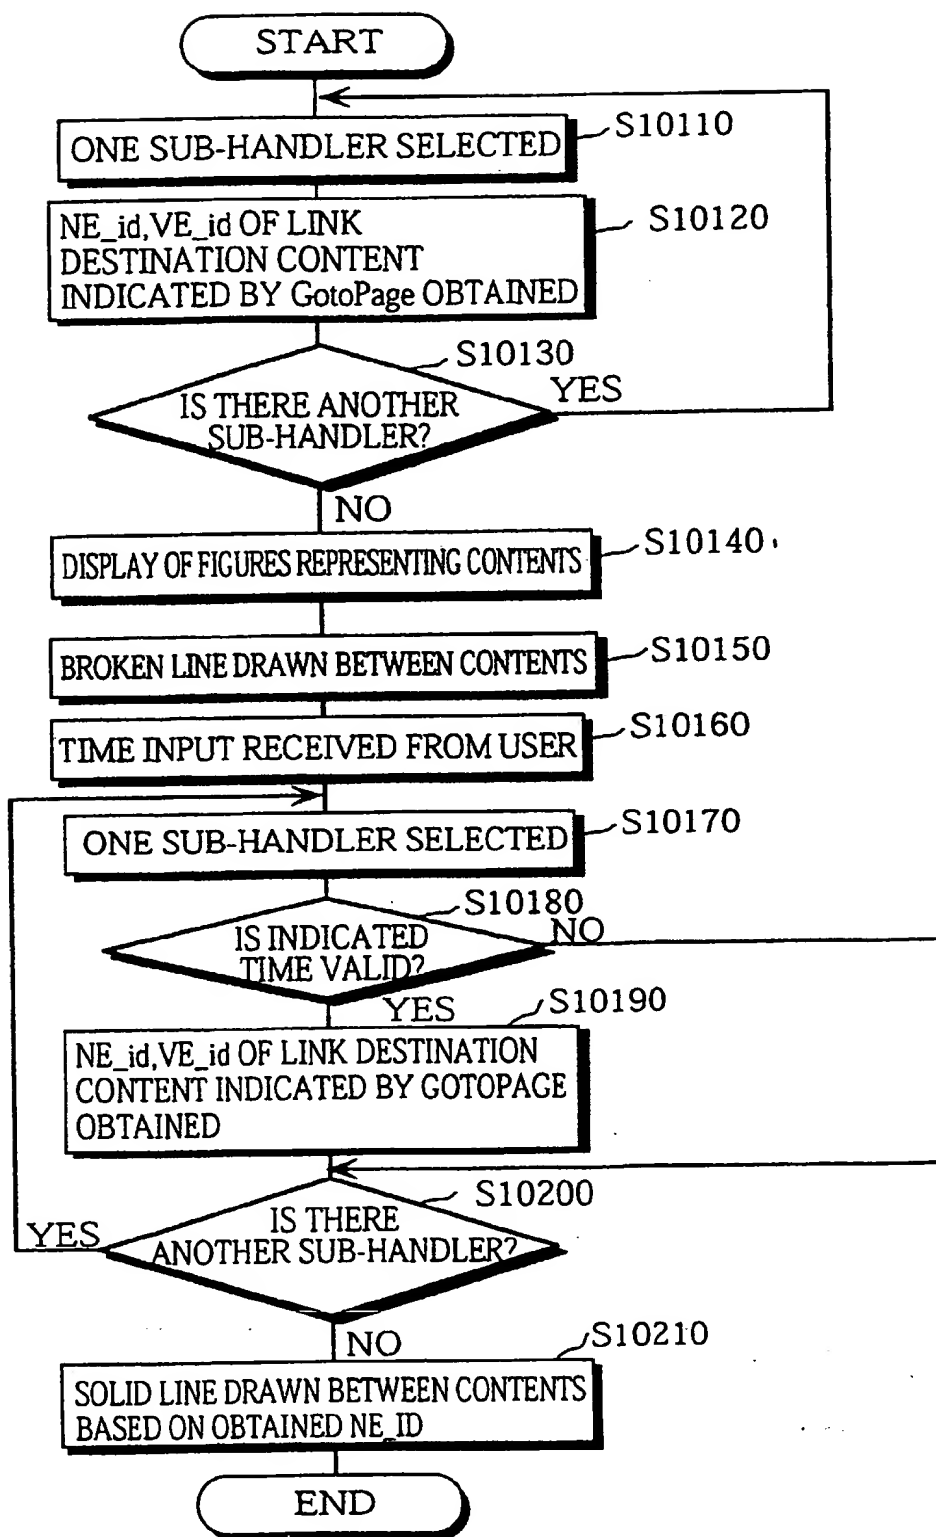 START
ONE SUB-HANDLER SELECTED
S10110
NE_id,VE_id OF LINK
DESTINATION CONTENT
INDICATED BY GotoPage OBTAINED
S10120
S10130
IS THERE ANOTHER
SUB-HANDLER?
YES
NO
DISPLAY OF FIGURES REPRESENTING CONTENTS
S10140
BROKEN LINE DRAWN BETWEEN CONTENTS
S10150
TIME INPUT RECEIVED FROM USER
S10160
ONE SUB-HANDLER SELECTED
S10170
S10180
IS INDICATED
TIME VALID?
NO
YES
S10190
NE_id,VE_id OF LINK DESTINATION
CONTENT INDICATED BY GOTOPAGE
OBTAINED
S10200
IS THERE
ANOTHER SUB-HANDLER?
YES
NO
S10210
SOLID LINE DRAWN BETWEEN CONTENTS
BASED ON OBTAINED NE_ID
END